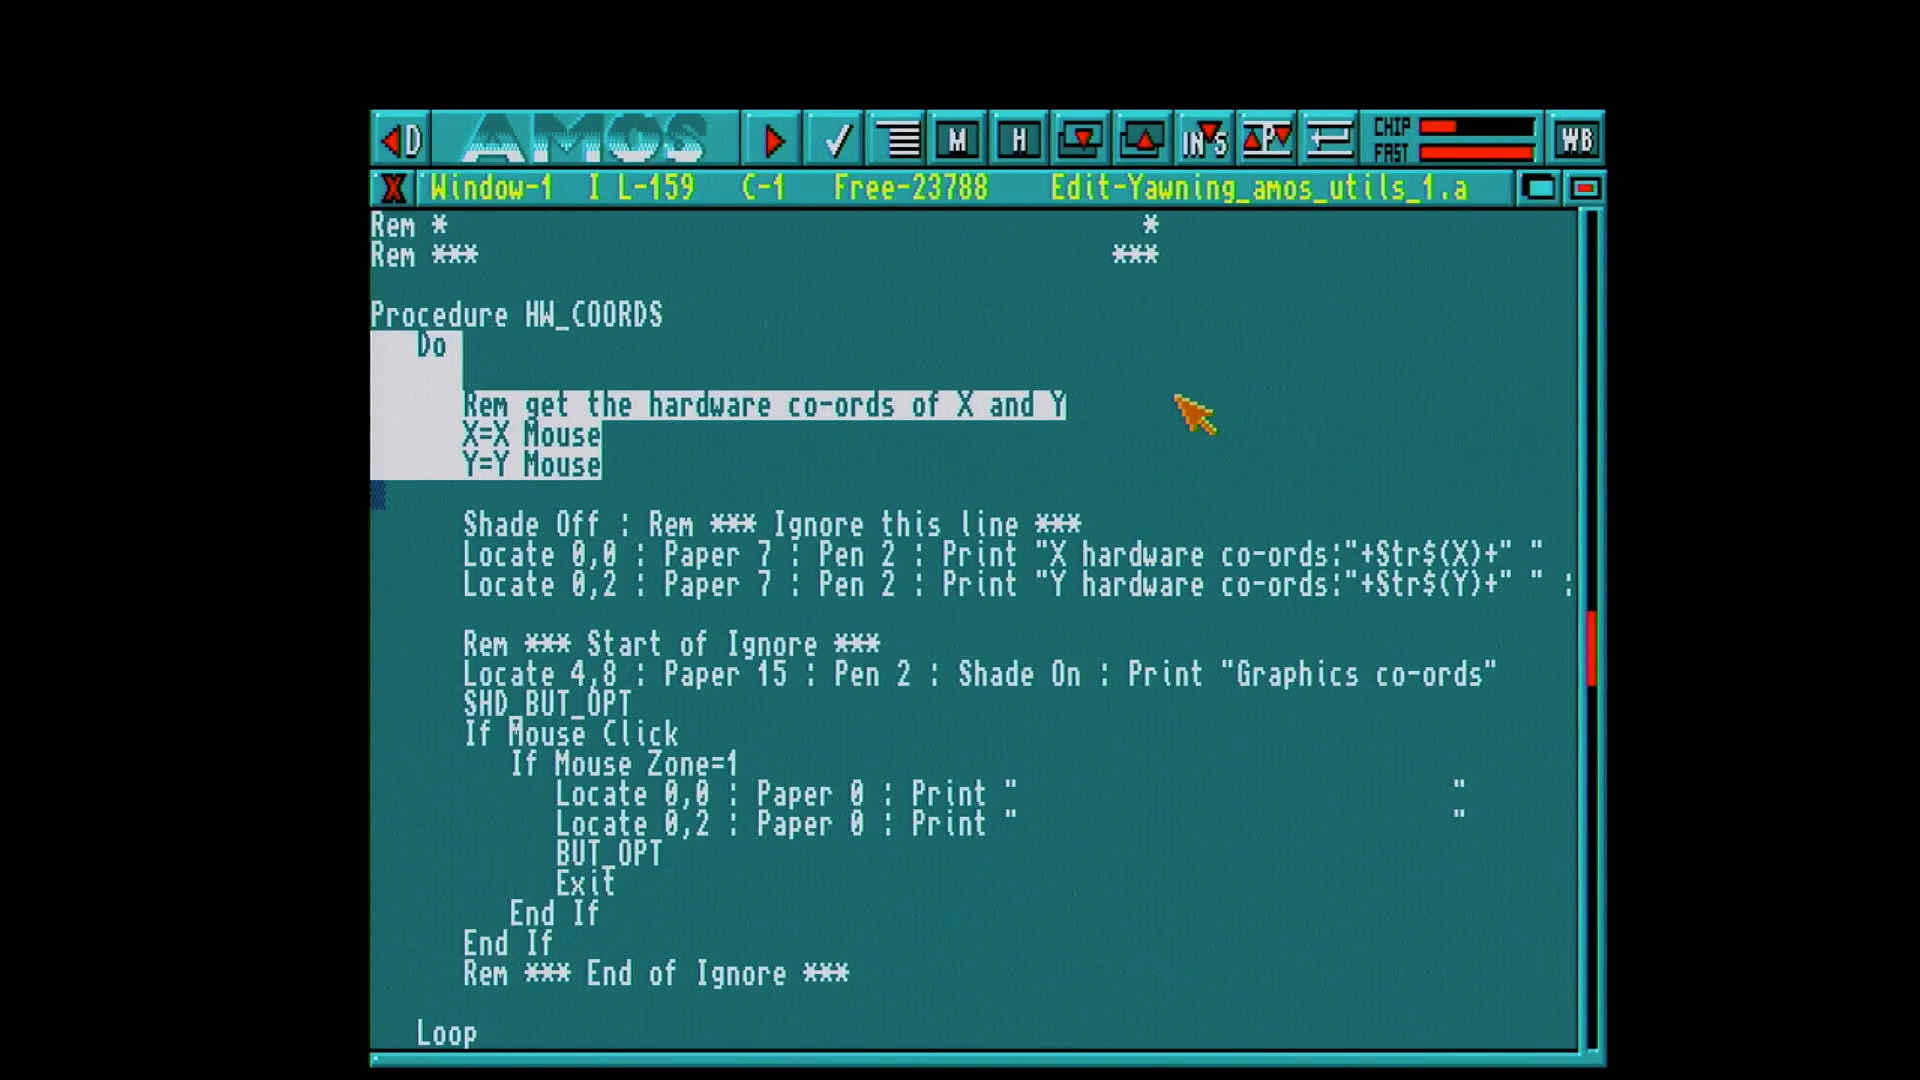 D AMOS M H INS P CHIP FAST WB
X Window-1 I L-159 C-1 Free-23788 Edit-Yawning_amos_utils_1.a
Rem * *
Rem *** ***
Procedure HW_COORDS
Do
Rem get the hardware co-ords of X and Y
X=X Mouse
Y=Y Mouse
Shade Off : Rem *** Ignore this line ***
Locate 0,0 : Paper 7 : Pen 2 : Print "X hardware co-ords:"+Str$(X)+" "
Locate 0,2 : Paper 7 : Pen 2 : Print "Y hardware co-ords:"+Str$(Y)+" " :
Rem *** Start of Ignore ***
Locate 4,8 : Paper 15 : Pen 2 : Shade On : Print "Graphics co-ords"
SHD_BUT_OPT
If Mouse Click
If Mouse Zone=1
Locate 0,0 : Paper 0 : Print " "
Locate 0,2 : Paper 0 : Print " "
BUT_OPT
Exit
End If
End If
Rem *** End of Ignore ***
Loop